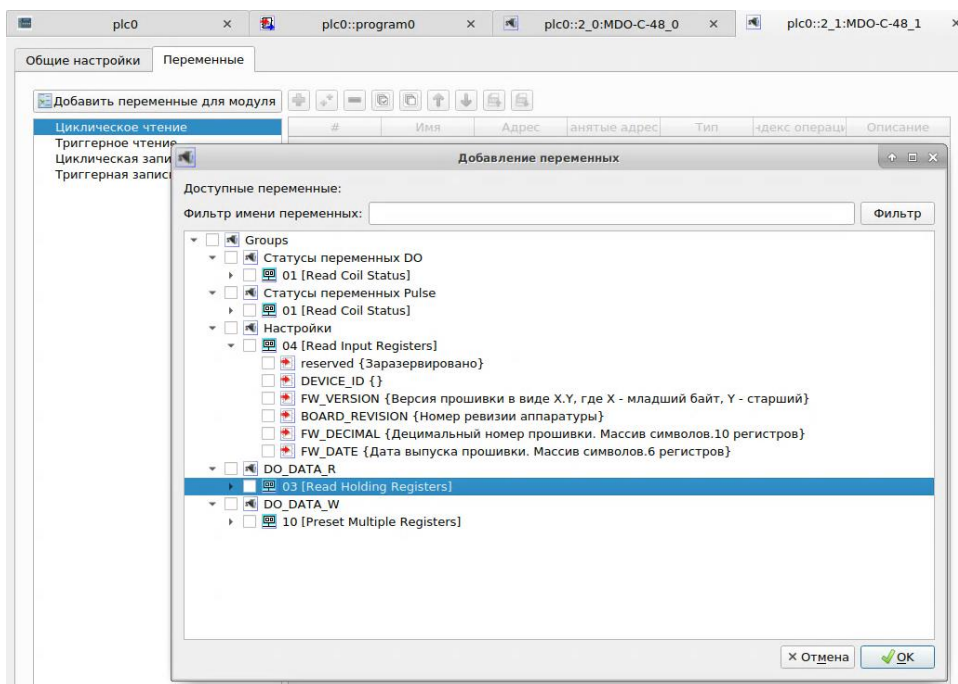 plc0 × plc0::program0 × plc0::2_0:MDO-C-48_0 × plc0::2_1:MDO-C-48_1 ×
Общие настройки Переменные
Добавить переменные для модуля
Циклическое чтение # Имя Адрес анятые адрес Тип ндекс операци Описание
Триггерное чтение
Циклическая запи
Триггерная запис
Добавление переменных
Доступные переменные:
Фильтр имени переменных: Фильтр
Groups
Статусы переменных DO
01 [Read Coil Status]
Статусы переменных Pulse
01 [Read Coil Status]
Настройки
04 [Read Input Registers]
reserved {Заразервировано}
DEVICE_ID {}
FW_VERSION {Версия прошивки в виде X.Y, где X - младший байт, Y - старший}
BOARD_REVISION {Номер ревизии аппаратуры}
FW_DECIMAL {Децимальный номер прошивки. Массив символов.10 регистров}
FW_DATE {Дата выпуска прошивки. Массив символов.6 регистров}
DO_DATA_R
03 [Read Holding Registers]
DO_DATA_W
10 [Preset Multiple Registers]
× Отмена OK